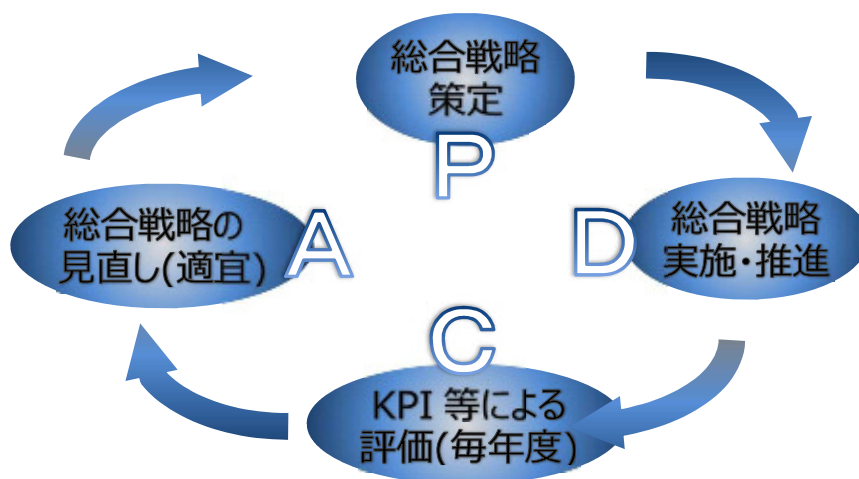 総合戦略
策定
P
総合戦略の
見直し(適宜)
A
D
総合戦略
実施・推進
C
KPI 等による
評価(毎年度)